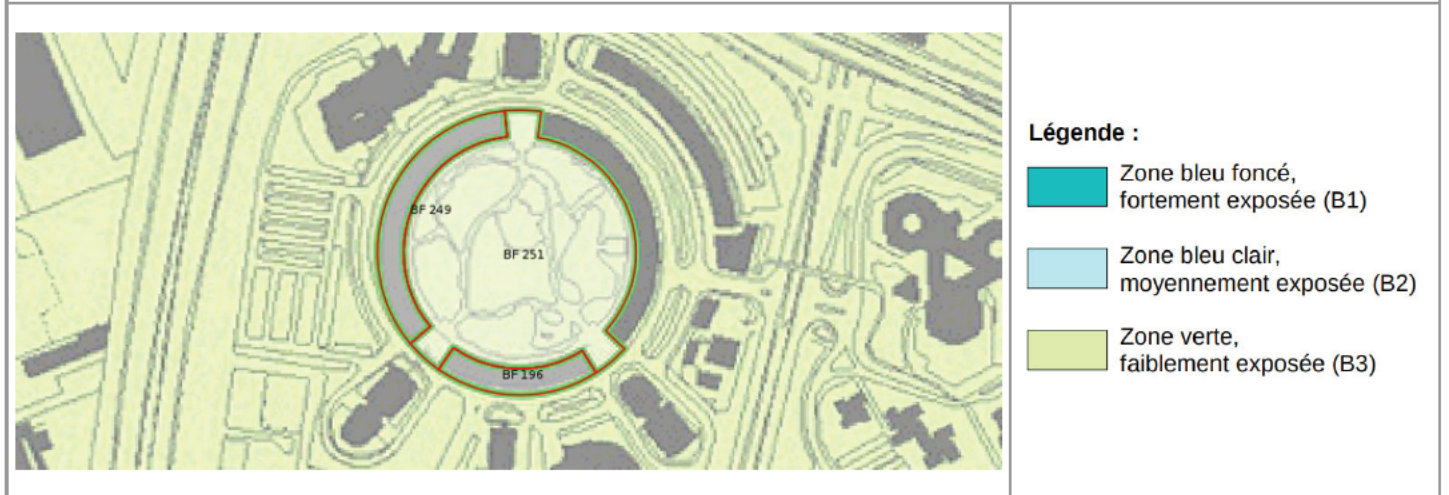 BF 249
BF 251
BF 196
Légende :
Zone bleu foncé,
fortement exposée (B1)
Zone bleu clair,
moyennement exposée (B2)
Zone verte,
faiblement exposée (B3)